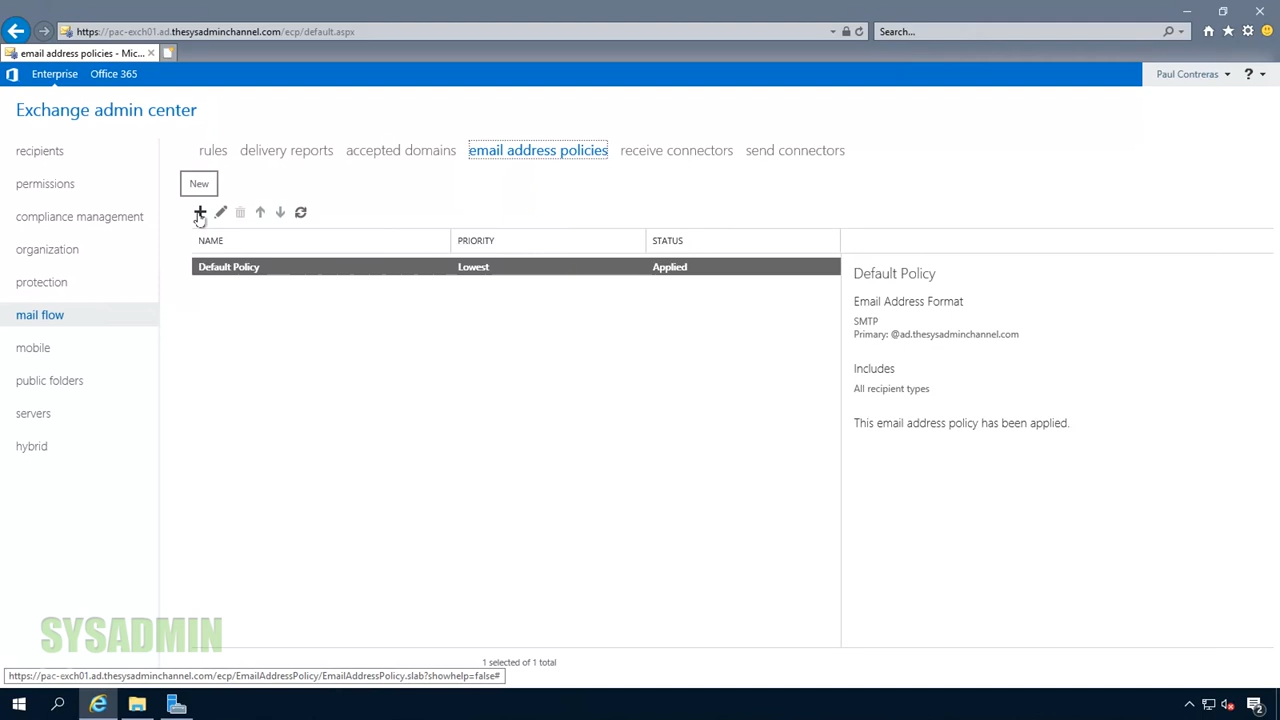 https://pac-exch01.ad.thesysadminchannel.com/ecp/default.aspx
Search...
email address policies - Mic...
Enterprise Office 365
Paul Contreras ?
Exchange admin center
recipients
permissions
compliance management
organization
protection
mail flow
mobile
public folders
servers
hybrid
rules delivery reports accepted domains email address policies receive connectors send connectors
New
NAME PRIORITY STATUS
Default Policy Lowest Applied
Default Policy
Email Address Format
SMTP
Primary: @ad.thesysadminchannel.com
Includes
All recipient types
This email address policy has been applied.
SYSADMIN
1 selected of 1 total
https://pac-exch01.ad.thesysadminchannel.com/ecp/EmailAddressPolicy/EmailAddressPolicy.slab?showhelp=false#
2